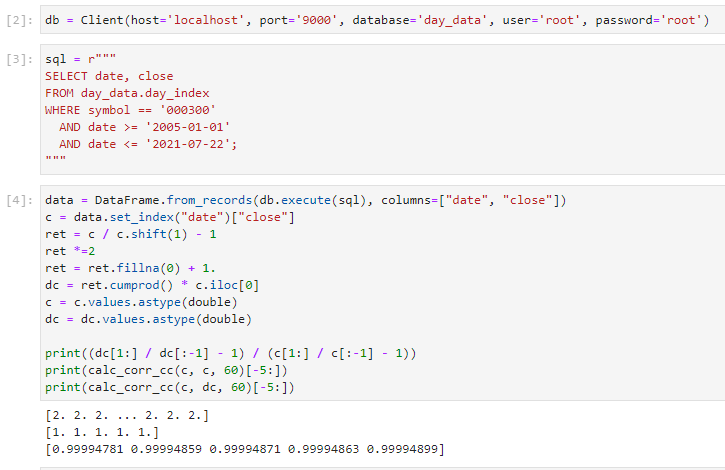 [2]: db = Client(host='localhost', port='9000', database='day_data', user='root', password='root')
[3]: sql = r"""
SELECT date, close
FROM day_data.day_index
WHERE symbol == '000300'
  AND date >= '2005-01-01'
  AND date <= '2021-07-22';
"""
[4]: data = DataFrame.from_records(db.execute(sql), columns=["date", "close"])
c = data.set_index("date")["close"]
ret = c / c.shift(1) - 1
ret *=2
ret = ret.fillna(0) + 1.
dc = ret.cumprod() * c.iloc[0]
c = c.values.astype(double)
dc = dc.values.astype(double)
print((dc[1:] / dc[:-1] - 1) / (c[1:] / c[:-1] - 1))
print(calc_corr_cc(c, c, 60)[-5:])
print(calc_corr_cc(c, dc, 60)[-5:])
[2. 2. 2. ... 2. 2. 2.]
[1. 1. 1. 1. 1.]
[0.99994781 0.99994859 0.99994871 0.99994863 0.99994899]